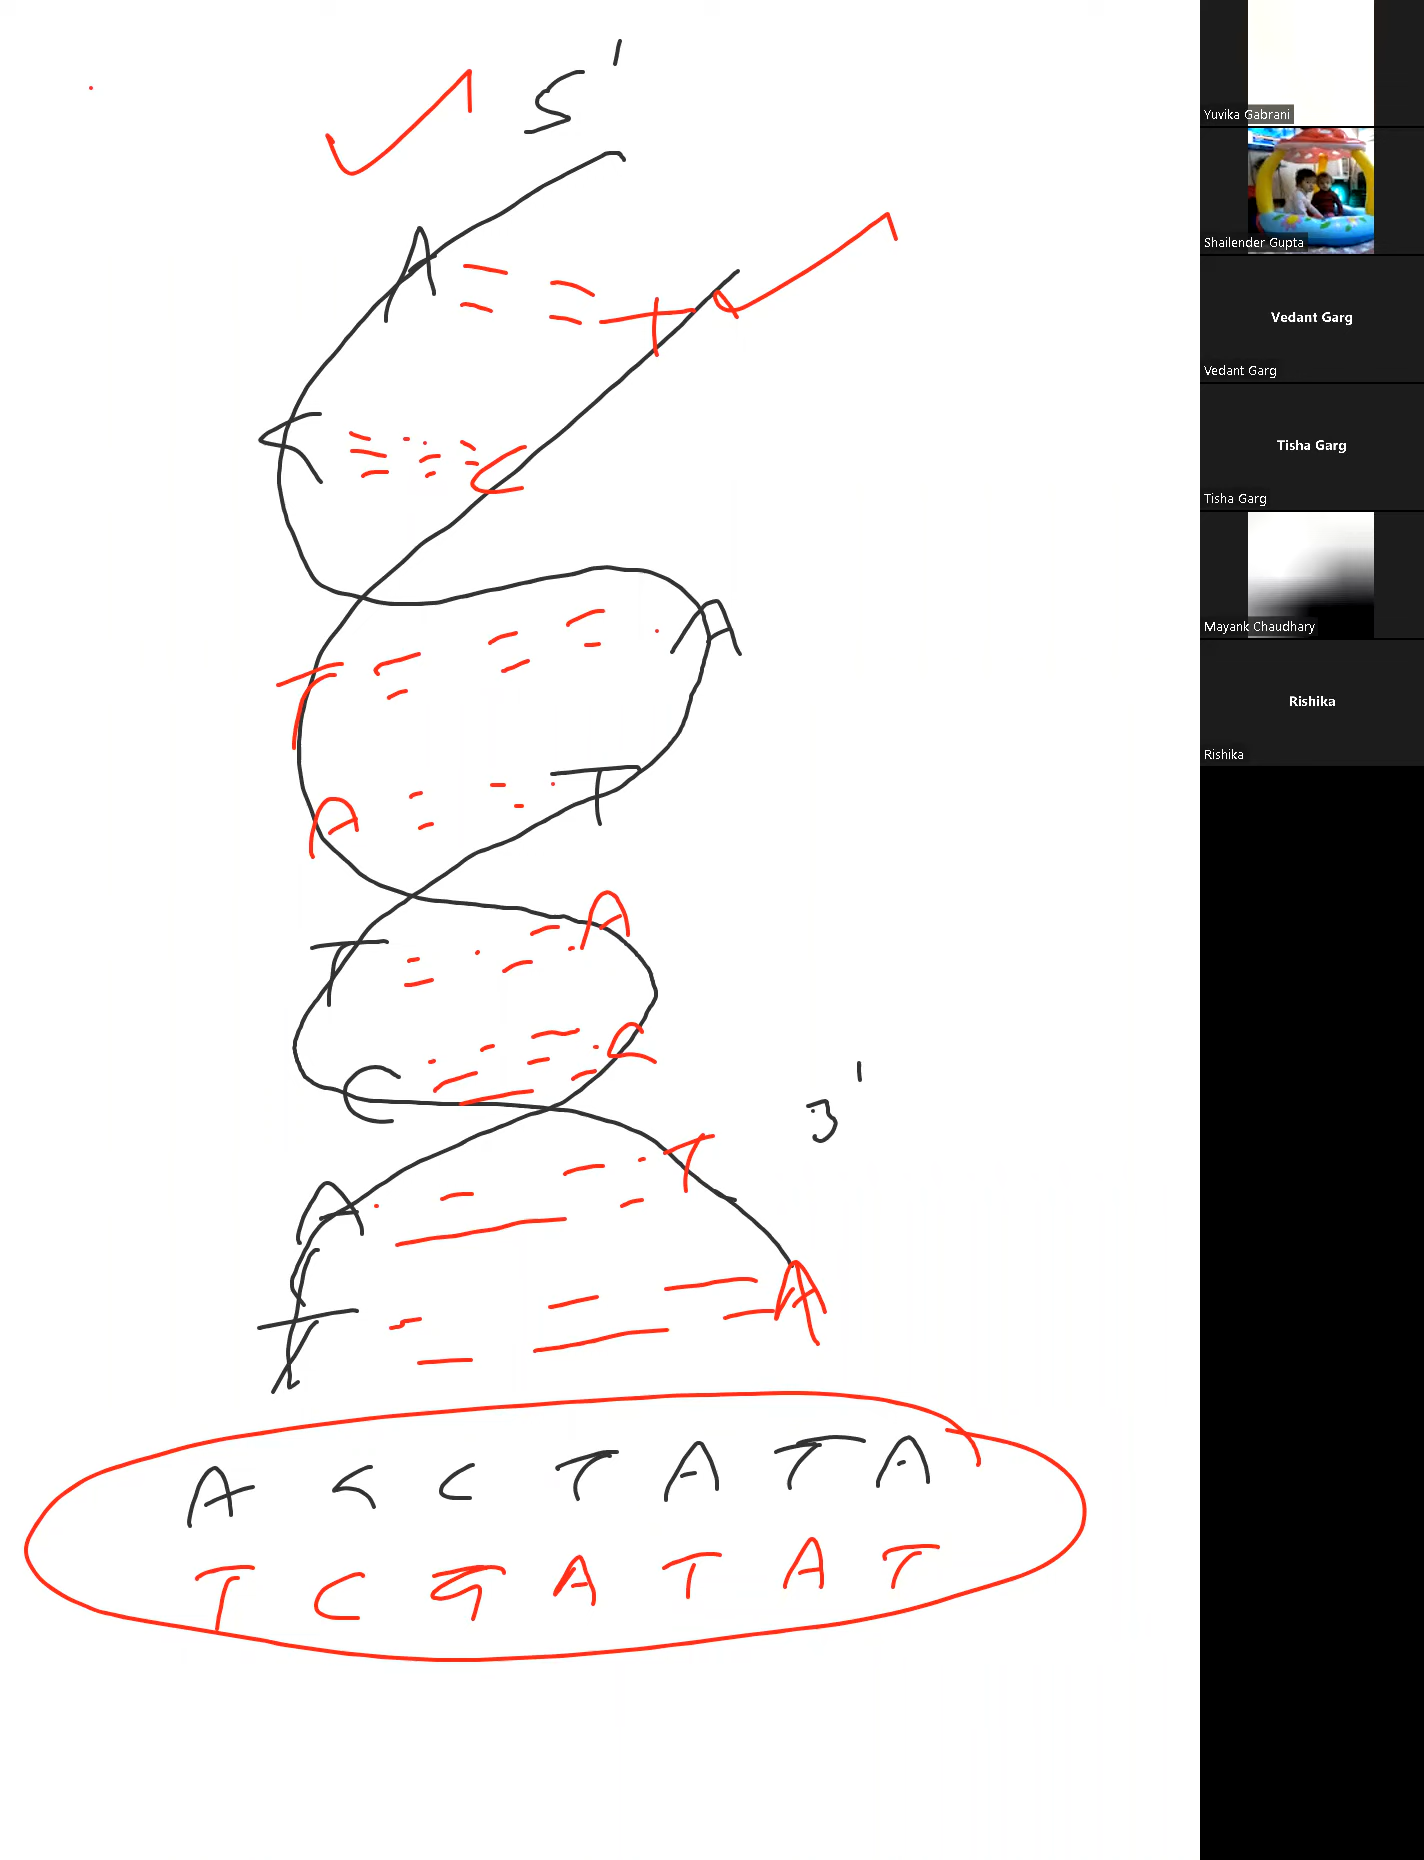 5'
A T
G C
T A
A T
T A
C G
3'
A T
T A
A G C T A T A
T C G A T A T
Yuvika Gabrani
Shailender Gupta
Vedant Garg
Vedant Garg
Tisha Garg
Tisha Garg
Mayank Chaudhary
Rishika
Rishika